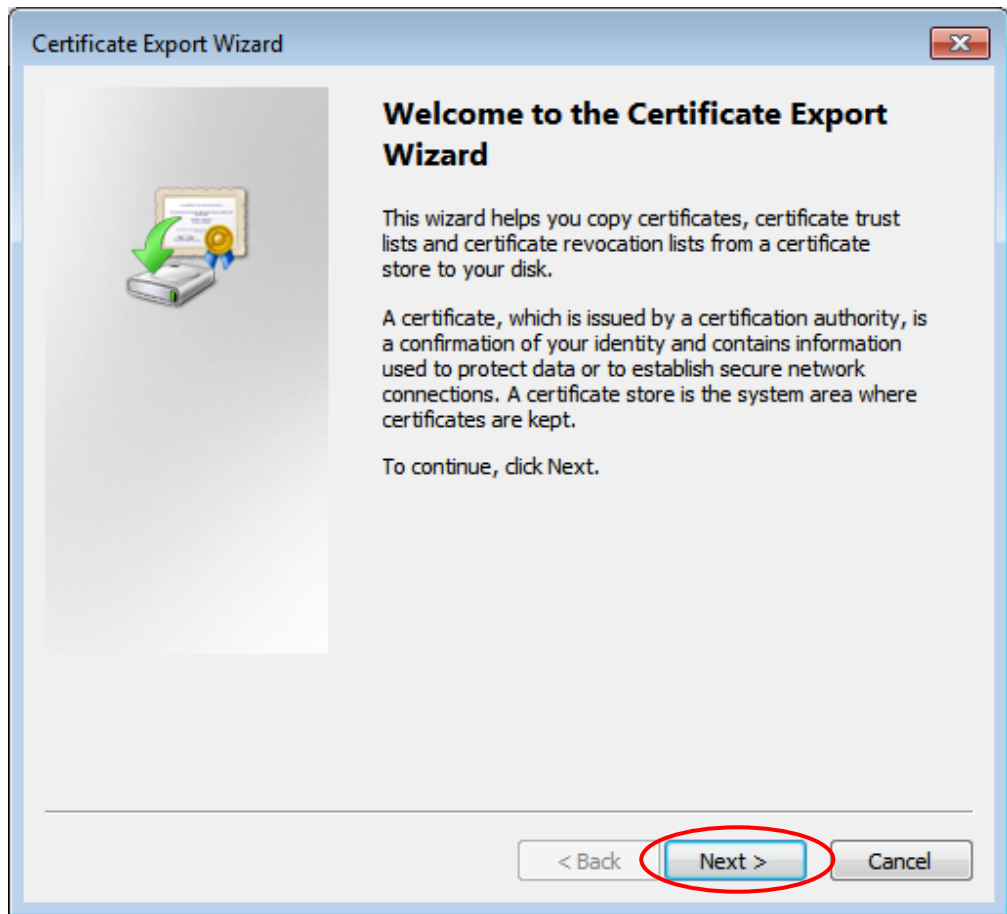 Certificate Export Wizard
Welcome to the Certificate Export
Wizard
This wizard helps you copy certificates, certificate trust
lists and certificate revocation lists from a certificate
store to your disk.
A certificate, which is issued by a certification authority, is
a confirmation of your identity and contains information
used to protect data or to establish secure network
connections. A certificate store is the system area where
certificates are kept.
To continue, click Next.
< Back
Next >
Cancel